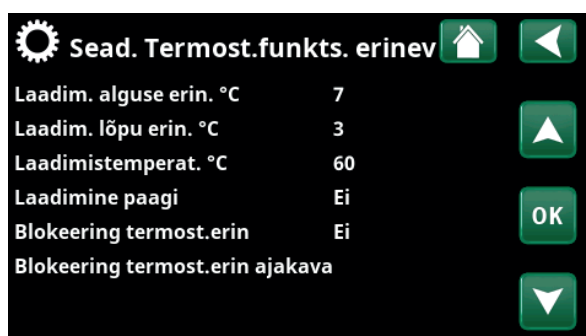 Sead. Termost.funkts. erinev
Laadim. alguse erin. °C 7
Laadim. lõpu erin. °C 3
Laadimistemperat. °C 60
Laadimine paagi Ei
Blokeering termost.erin Ei
Blokeering termost.erin ajakava
OK